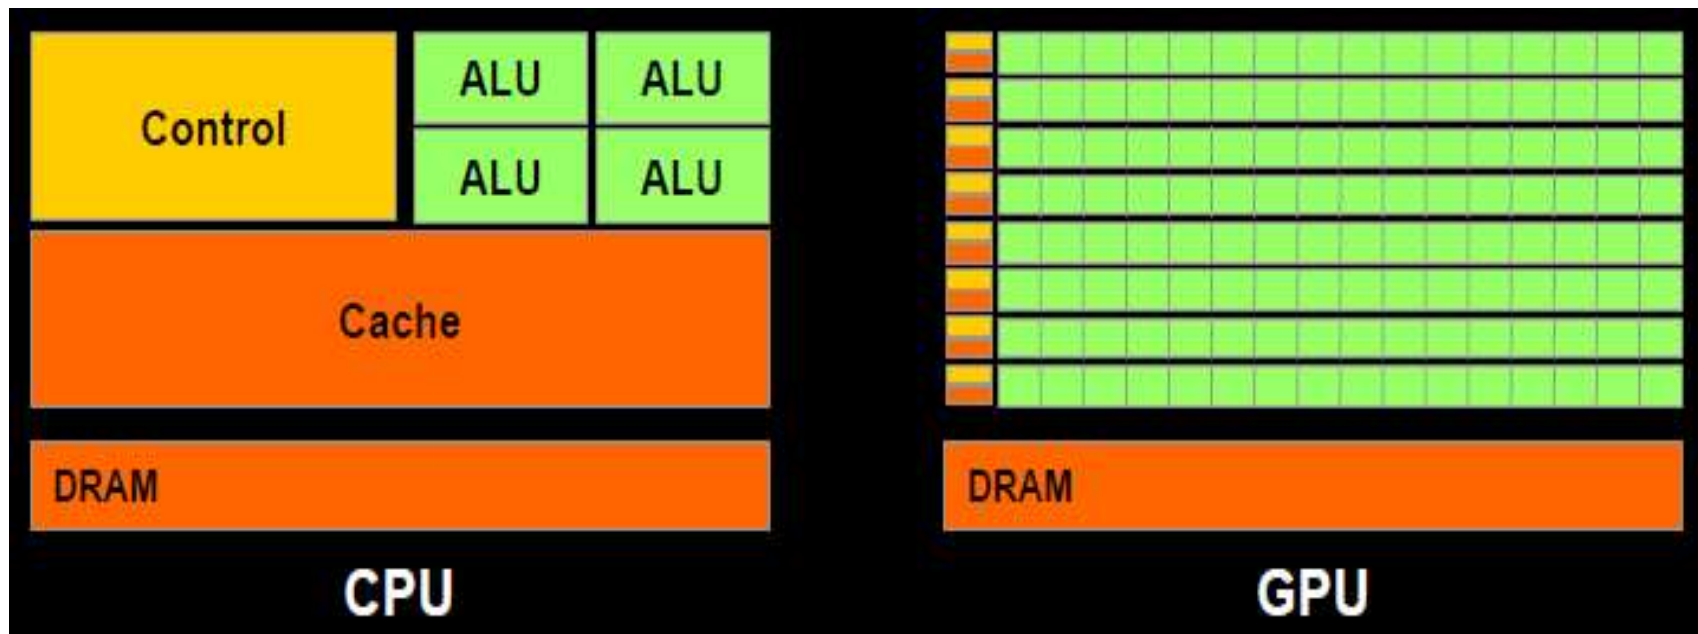 Control
ALU ALU
ALU ALU
Cache
DRAM
CPU
DRAM
GPU